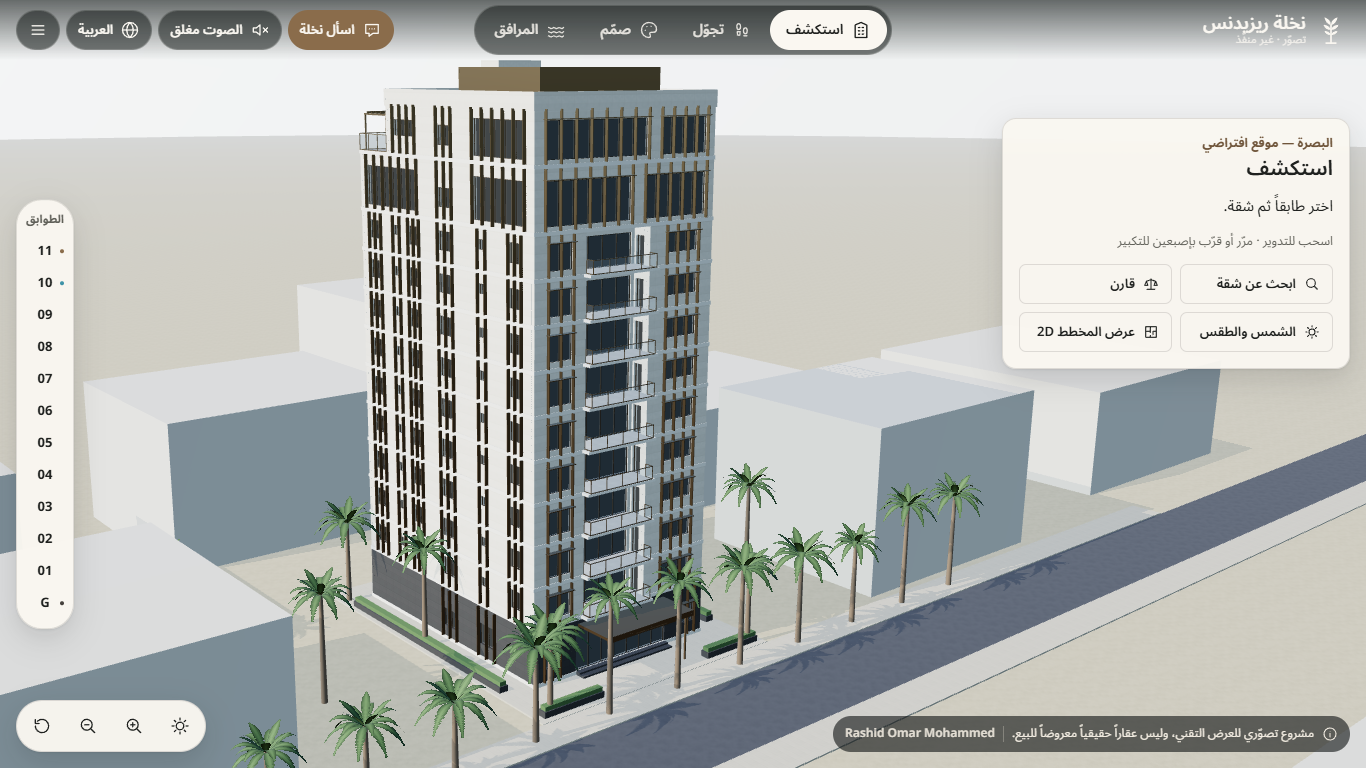 نخلة ريزيدنس
تصوّر · غير منفّذ
استكشف
تجوّل
صمّم
المرافق
اسأل نخلة
الصوت مغلق
العربية
البصرة — موقع افتراضي
استكشف
اختر طابقاً ثم شقة.
اسحب للتدوير · مرّر أو قرّب بإصبعين للتكبير
ابحث عن شقة
قارن
الشمس والطقس
عرض المخطط 2D
الطوابق
11
10
09
08
07
06
05
04
03
02
01
G
مشروع تصوّري للعرض التقني، وليس عقاراً حقيقياً معروضاً للبيع.
Rashid Omar Mohammed